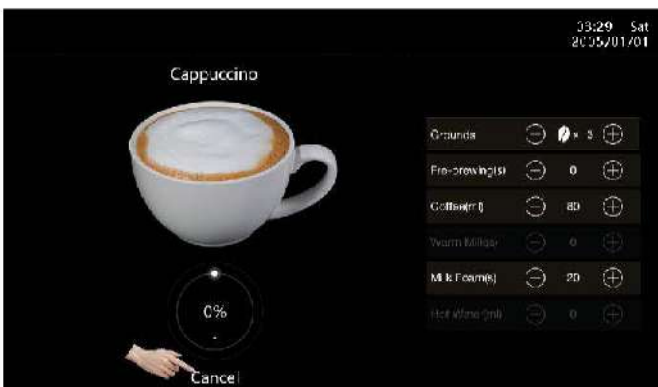 03:29 Sat
2005/01/01
Cappuccino
Grounds x 3
Pre-brewing(s) 0
Coffee(ml) 80
Warm Milk(s) 0
Milk Foam(s) 20
Hot Water(ml) 0
0%
Cancel